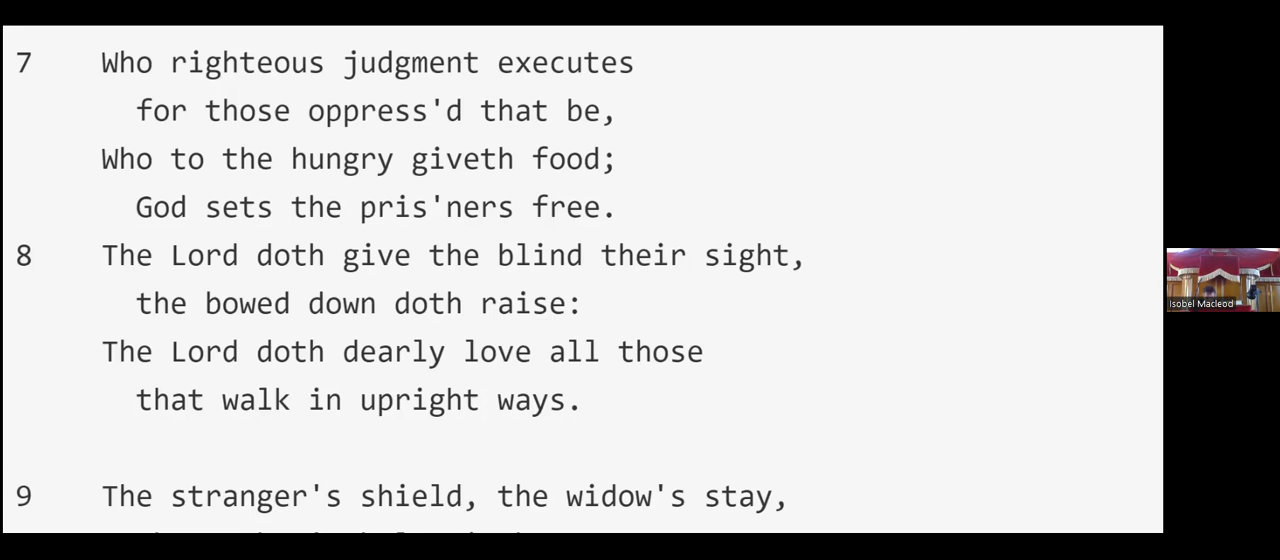 7 Who righteous judgment executes
for those oppress'd that be,
Who to the hungry giveth food;
God sets the pris'ners free.
8 The Lord doth give the blind their sight,
the bowed down doth raise:
The Lord doth dearly love all those
that walk in upright ways.
9 The stranger's shield, the widow's stay,
Isobel Macleod